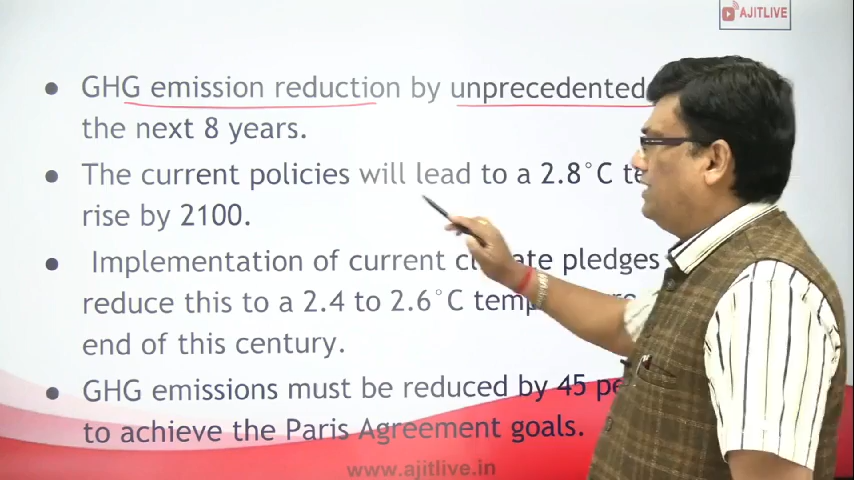 AJITLIVE
GHG emission reduction by unprecedented
the next 8 years.
The current policies will lead to a 2.8°C
rise by 2100.
Implementation of current climate pledges
reduce this to a 2.4 to 2.6°C
end of this century.
GHG emissions must be reduced by 45
to achieve the Paris Agreement goals.
www.ajitlive.in